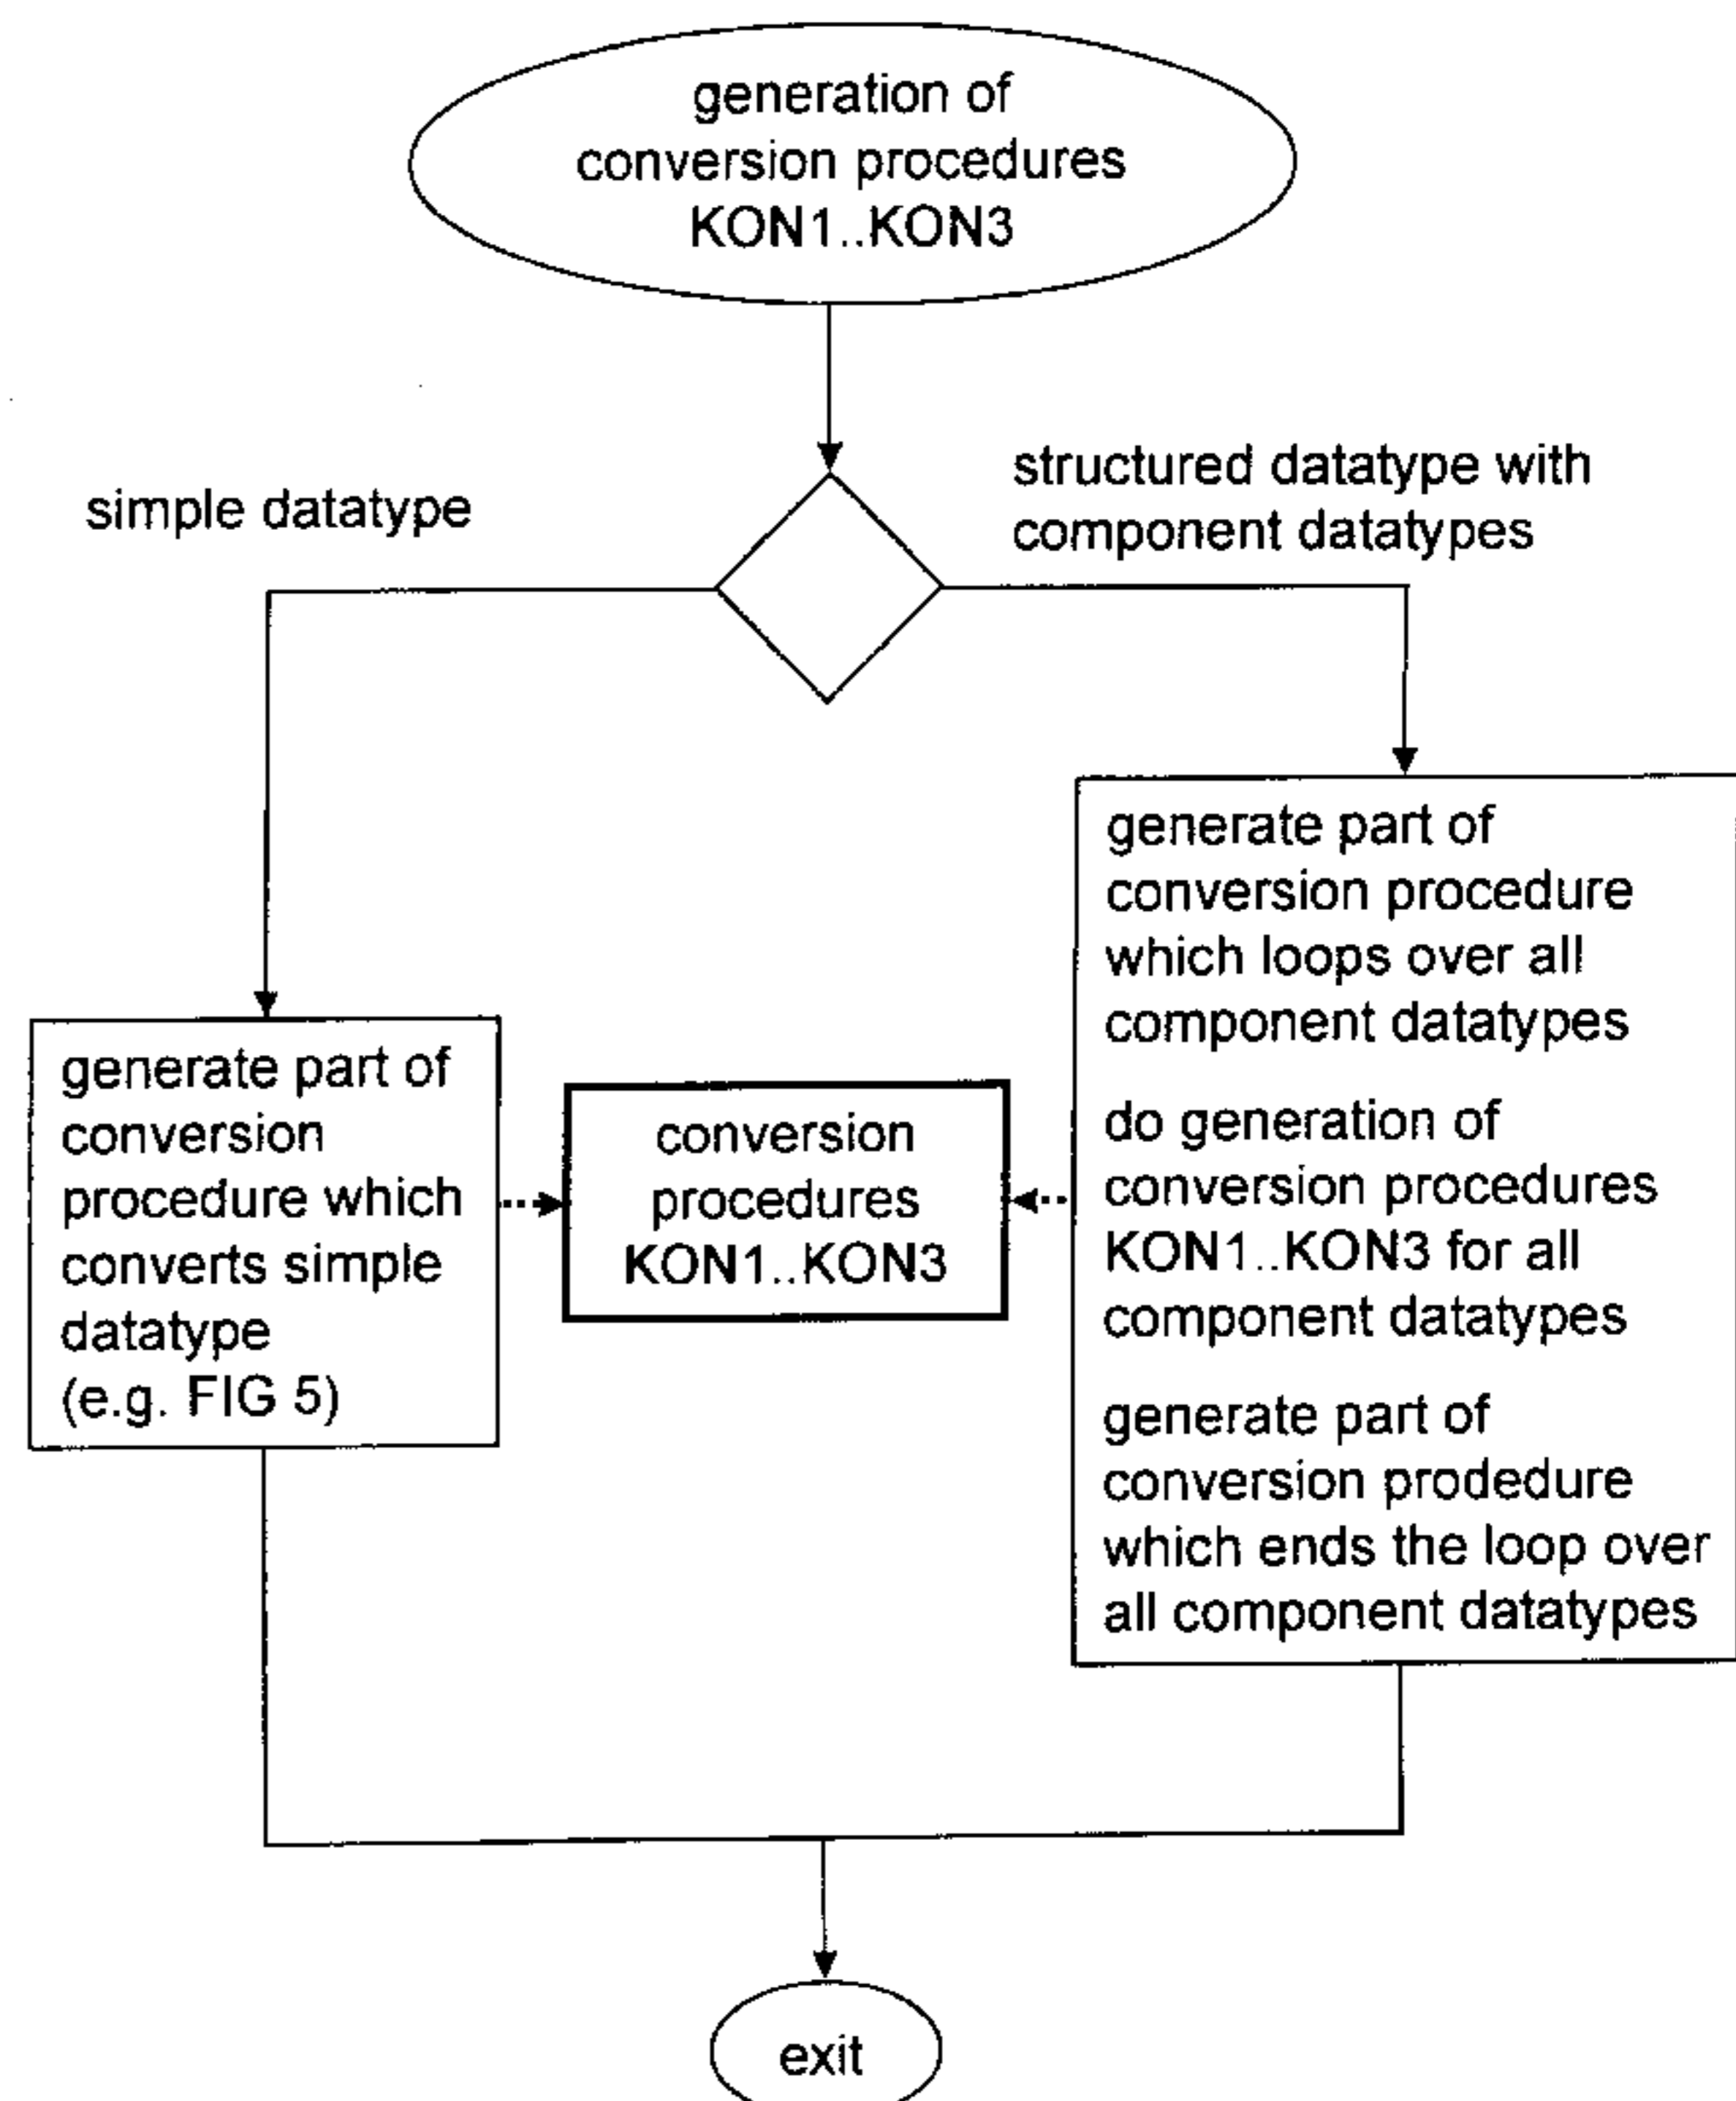 generation of
conversion procedures
KON1..KON3
simple datatype
structured datatype with
component datatypes
generate part of
conversion
procedure which
converts simple
datatype
(e.g. FIG 5)
conversion
procedures
KON1..KON3
generate part of
conversion procedure
which loops over all
component datatypes
do generation of
conversion procedures
KON1..KON3 for all
component datatypes
generate part of
conversion prodedure
which ends the loop over
all component datatypes
exit